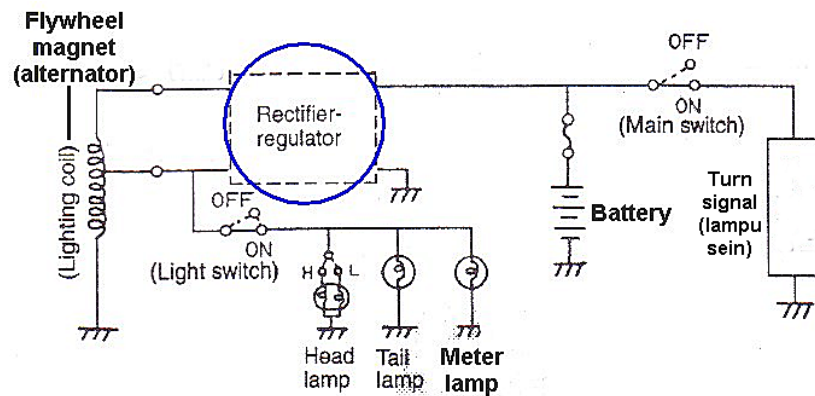 Flywheel
magnet
(alternator)
(Lighting coil)
Rectifier-
regulator
OFF
ON
(Main switch)
OFF
ON
(Light switch)
H
L
Battery
Turn
signal
(lampu
sein)
Head
lamp
Tail
lamp
Meter
lamp